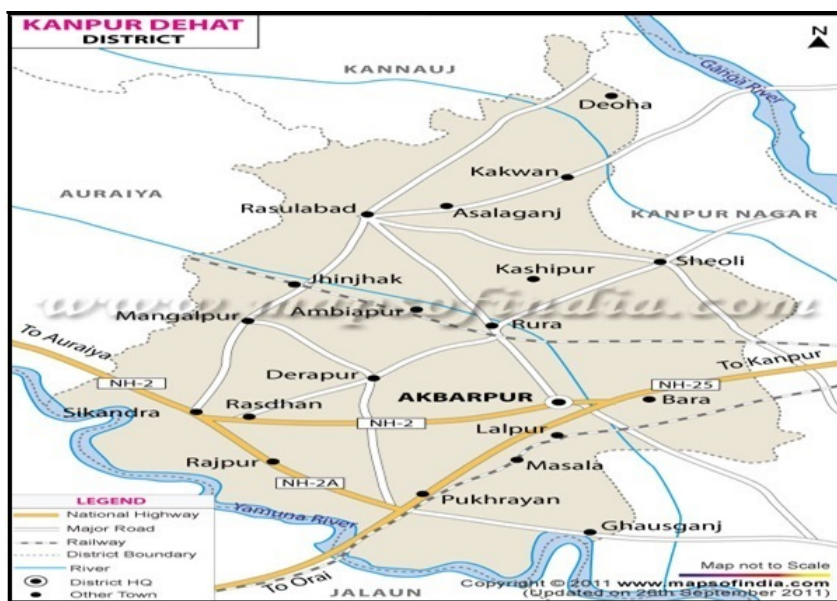 KANPUR DEHAT
DISTRICT
N
KANNAUJ
Ganga River
Deoha
Kakwan
AURAIYA
Rasulabad
Asalaganj
KANPUR NAGAR
Sheoli
Jhinjhak
Kashipur
www.mapsofindia.com
Mangalpur
Ambiapur
Rura
To Auraiya
To Kanpur
Derapur
NH-2
AKBARPUR
NH-25
Bara
Sikandra
Rasdhan
NH-2
Lalpur
Rajpur
Masala
NH-2A
Pukhrayan
Yamuna River
Ghausganj
To Orai
JALAUN
LEGEND
National Highway
Major Road
Railway
District Boundary
River
District HQ
Other Town
Map not to Scale
Copyright © 2011 www.mapsofindia.com
(Updated on 26th September 2011)